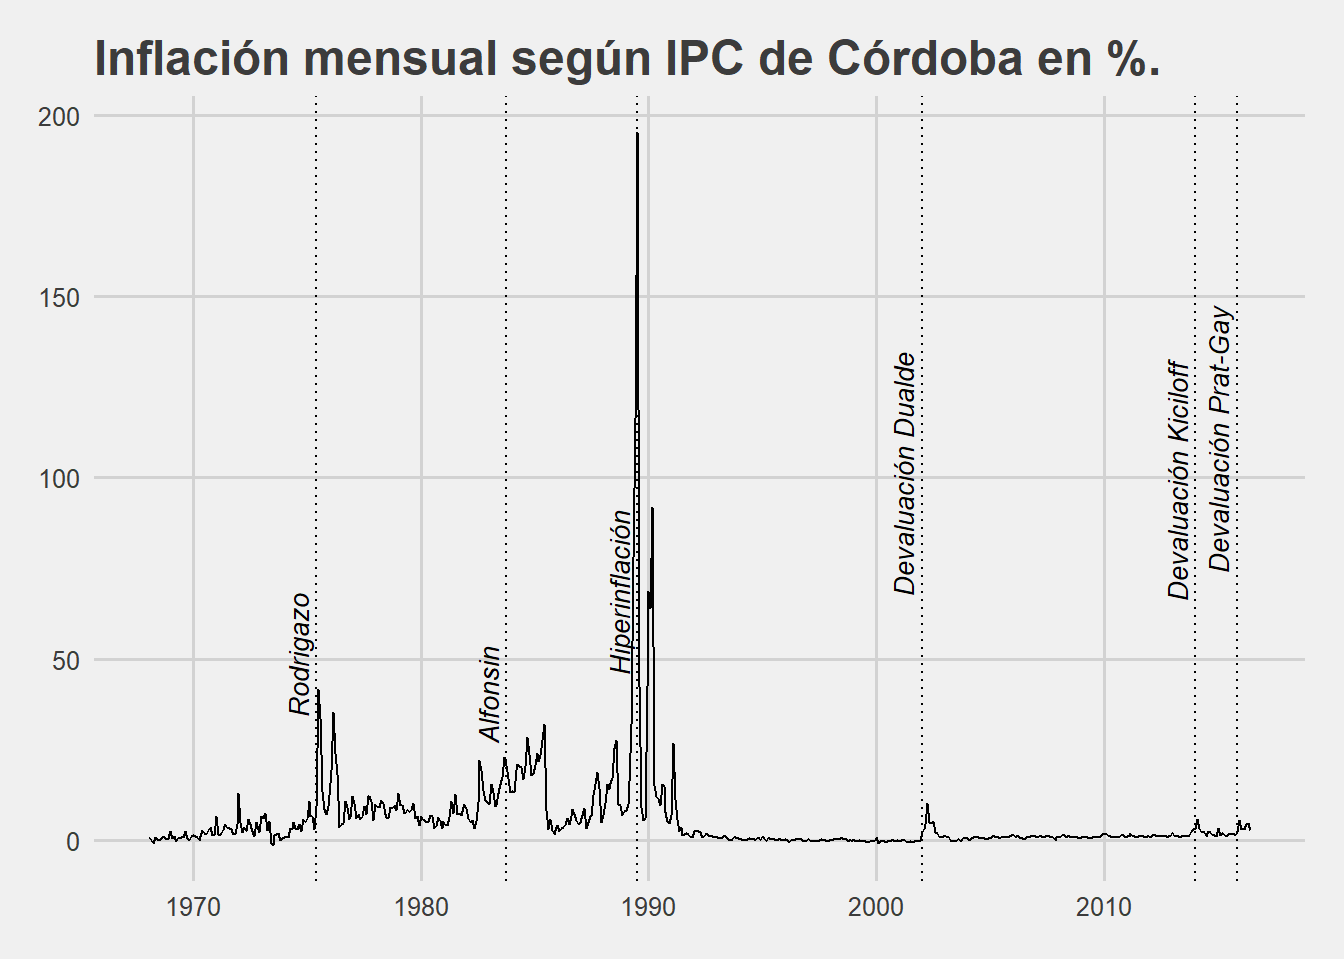 Inflación mensual según IPC de Córdoba en %.
200
150
100
50
0
Rodrigazo
Alfonsin
Hiperinflación
Devaluación Dualde
Devaluación Kiciloff
Devaluación Prat-Gay
1970
1980
1990
2000
2010